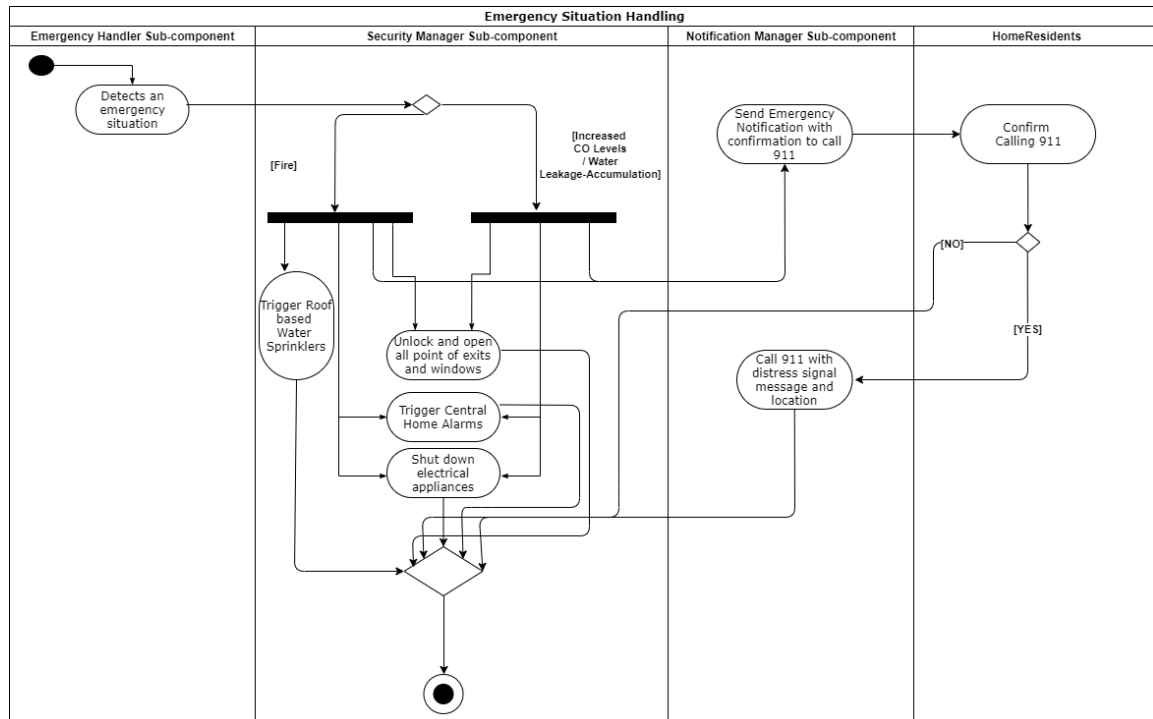 Emergency Situation Handling
Emergency Handler Sub-component
Security Manager Sub-component
Notification Manager Sub-component
HomeResidents
Detects an
emergency
situation
Send Emergency
Notification with
confirmation to call
911
Confirm
Calling 911
[Increased
CO Levels
/ Water
Leakage-Accumulation]
[Fire]
[NO]
Trigger Roof
based
Water
Sprinklers
[YES]
Unlock and open
all point of exits
and windows
Call 911 with
distress signal
message and
location
Trigger Central
Home Alarms
Shut down
electrical
appliances